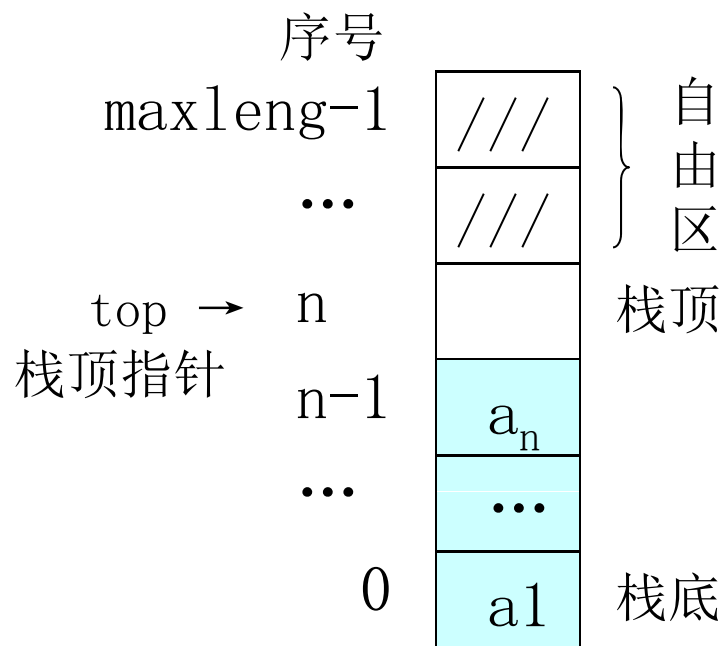 序号
maxleng-1 /// 自由区
… ///
top → n 栈顶
栈顶指针
n-1 aₙ
… …
0 a1 栈底